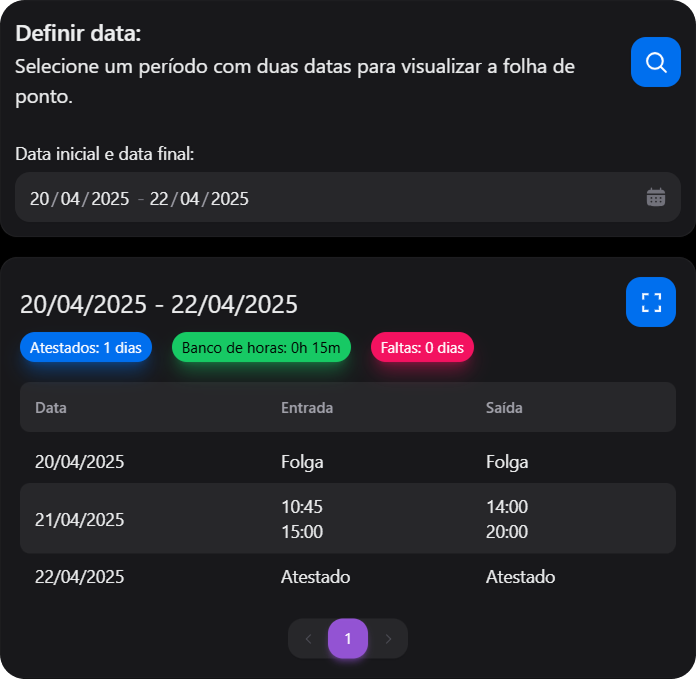 Definir data:
Selecione um período com duas datas para visualizar a folha de
ponto.
Data inicial e data final:
20/04/2025 - 22/04/2025
20/04/2025 - 22/04/2025
Atestados: 1 dias Banco de horas: 0h 15m Faltas: 0 dias
Data Entrada Saída
20/04/2025 Folga Folga
21/04/2025 10:45 14:00
15:00 20:00
22/04/2025 Atestado Atestado
1